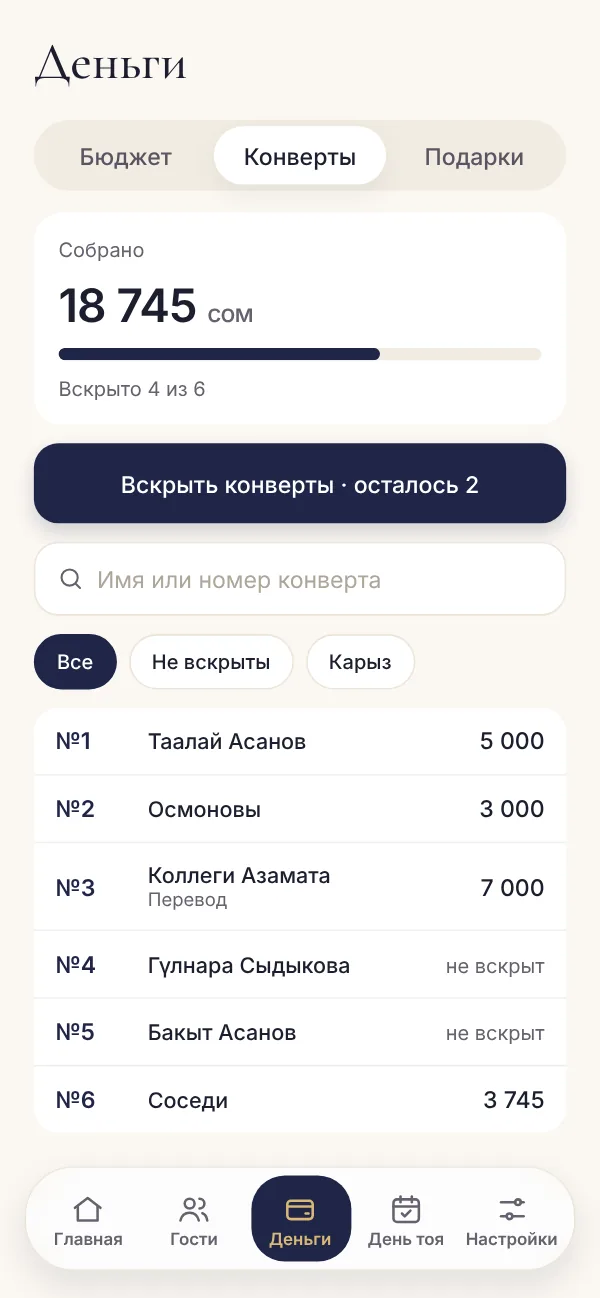 Деньги
Бюджет Конверты Подарки
Собрано
18 745 сом
Вскрыто 4 из 6
Вскрыть конверты · осталось 2
Имя или номер конверта
Все Не вскрыты Карыз
№1 Таалай Асанов 5 000
№2 Осмоновы 3 000
№3 Коллеги Азамата 7 000
Перевод
№4 Гүлнара Сыдыкова не вскрыт
№5 Бакыт Асанов не вскрыт
№6 Соседи 3 745
Главная Гости Деньги День тоя Настройки